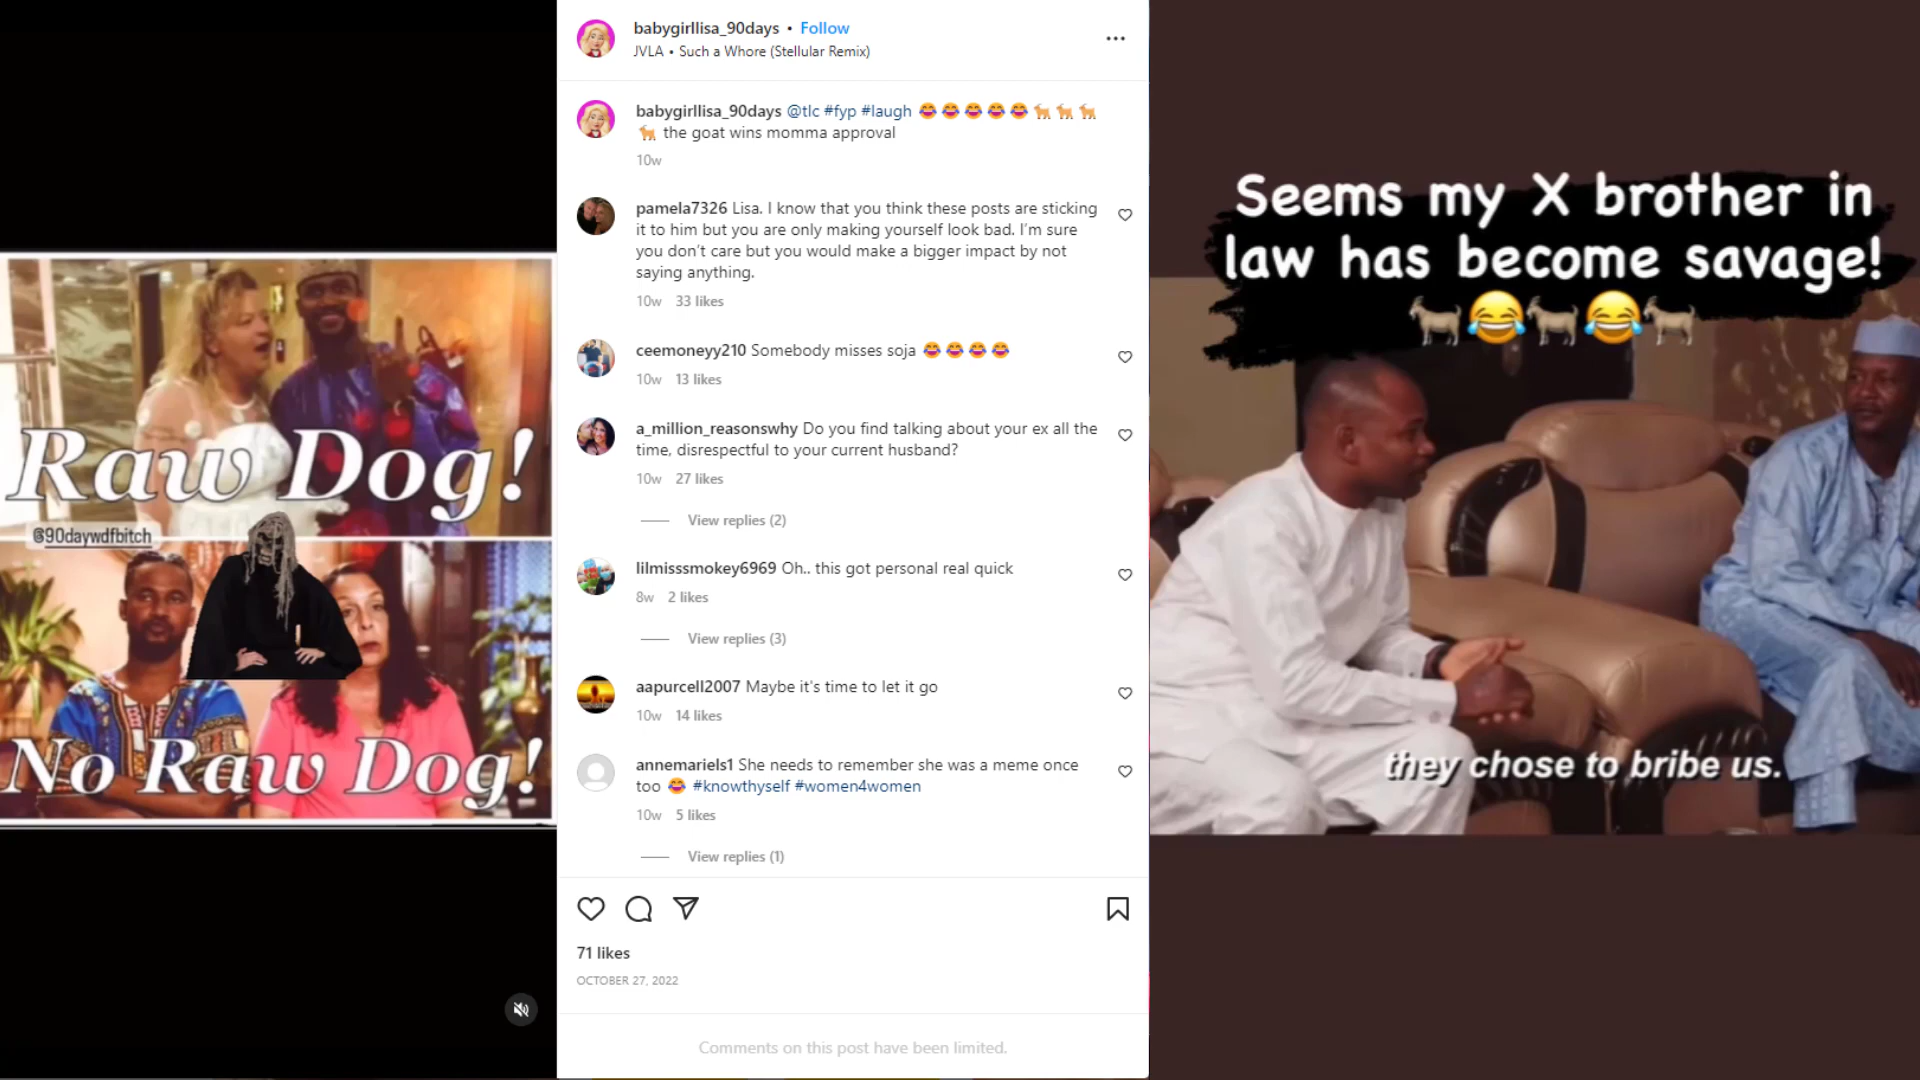 Raw Dog!
@90daywdfbitch
No Raw Dog!
babygirllisa_90days • Follow
JVLA • Such a Whore (Stellular Remix)
babygirllisa_90days @tlc #fyp #laugh 😂😂😂😂😂🐐🐐🐐
🐐 the goat wins momma approval
10w
pamela7326 Lisa. I know that you think these posts are sticking
it to him but you are only making yourself look bad. I’m sure
you don’t care but you would make a bigger impact by not
saying anything.
10w 33 likes
ceemoneyy210 Somebody misses soja 😂😂😂😂
10w 13 likes
a_million_reasonswhy Do you find talking about your ex all the
time, disrespectful to your current husband?
10w 27 likes
View replies (2)
lilmisssmokey6969 Oh.. this got personal real quick
8w 2 likes
View replies (3)
aapurcell2007 Maybe it's time to let it go
10w 14 likes
annemariels1 She needs to remember she was a meme once
too 😂 #knowthyself #women4women
10w 5 likes
View replies (1)
71 likes
OCTOBER 27, 2022
Comments on this post have been limited.
Seems my X brother in
law has become savage!
🐐😂🐐😂🐐
they chose to bribe us.